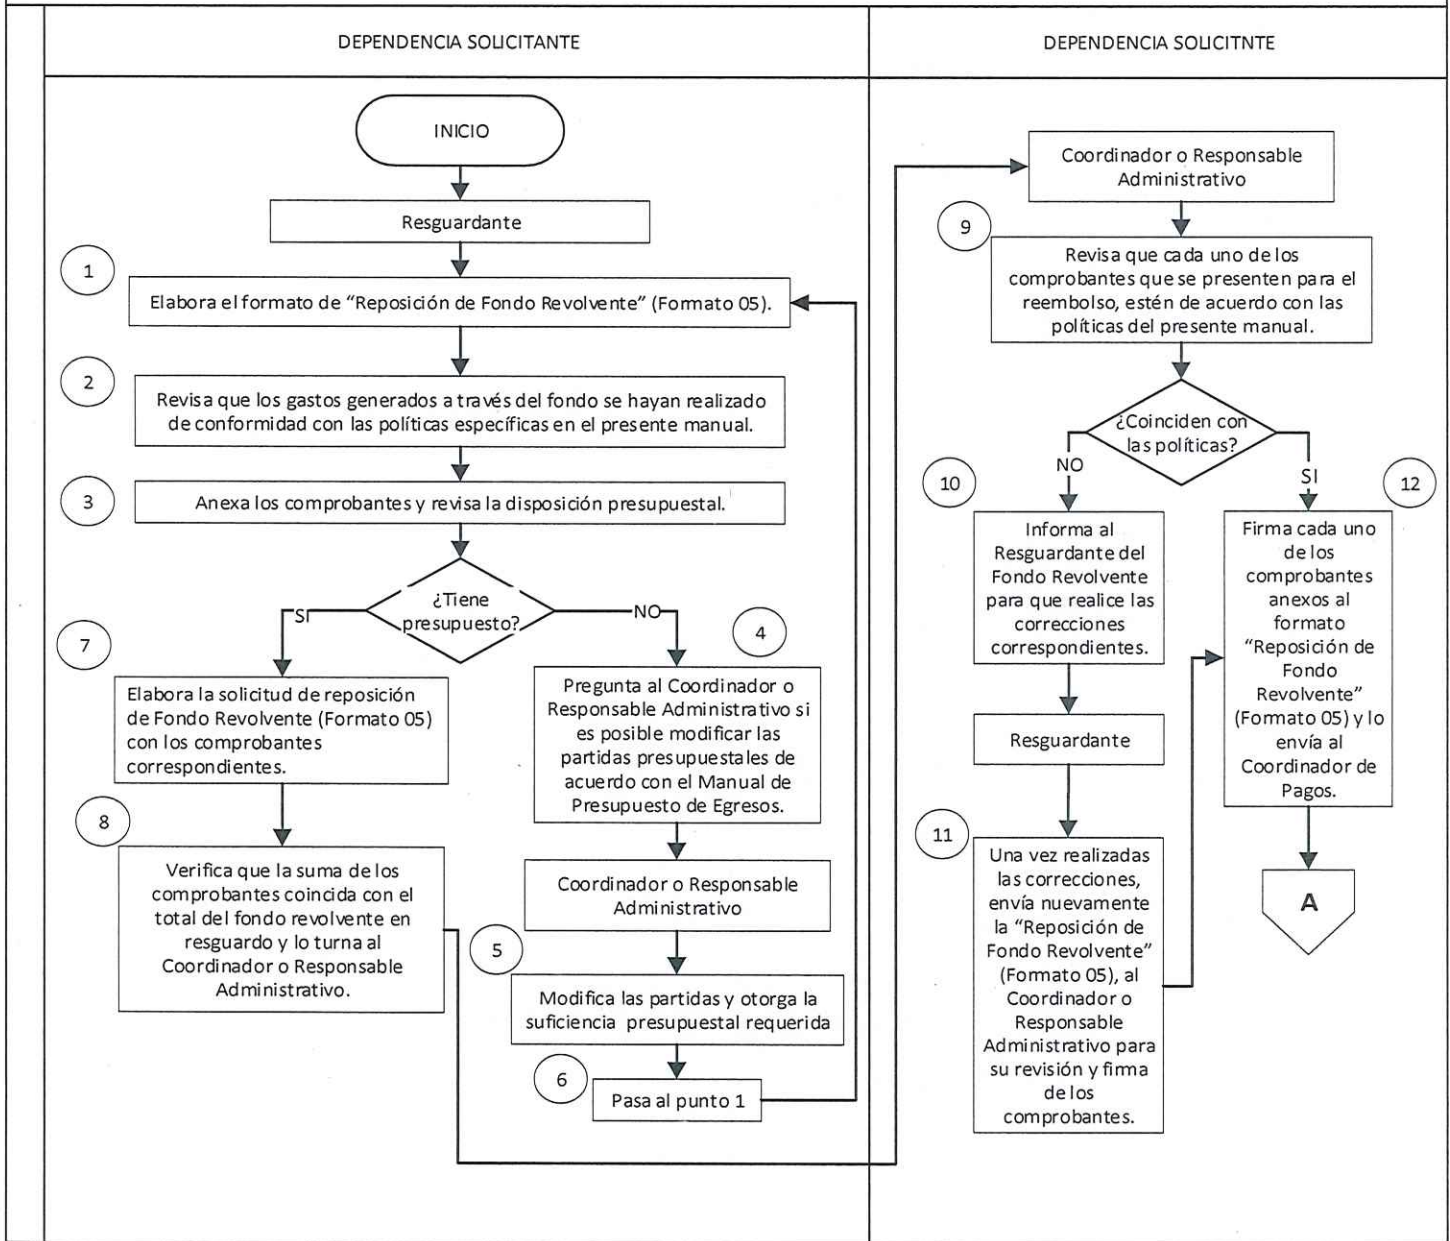 DEPENDENCIA SOLICITANTE
INICIO
Resguardante
1
Elabora el formato de “Reposición de Fondo Revolvente” (Formato 05).
2
Revisa que los gastos generados a través del fondo se hayan realizado
de conformidad con las políticas específicas en el presente manual.
3
Anexa los comprobantes y revisa la disposición presupuestal.
¿Tiene
presupuesto?
SI
NO
7
Elabora la solicitud de reposición
de Fondo Revolvente (Formato 05)
con los comprobantes
correspondientes.
8
Verifica que la suma de los
comprobantes coincida con el
total del fondo revolvente en
resguardo y lo turna al
Coordinador o Responsable
Administrativo.
4
Pregunta al Coordinador o
Responsable Administrativo si
es posible modificar las
partidas presupuestales de
acuerdo con el Manual de
Presupuesto de Egresos.
Coordinador o Responsable
Administrativo
5
Modifica las partidas y otorga la
suficiencia presupuestal requerida
6
Pasa al punto 1
DEPENDENCIA SOLICITNTE
Coordinador o Responsable
Administrativo
9
Revisa que cada uno de los
comprobantes que se presenten para el
reembolso, estén de acuerdo con las
políticas del presente manual.
¿Coinciden con
las políticas?
NO
SI
10
Informa al
Resguardante del
Fondo Revolvente
para que realice las
correcciones
correspondientes.
Resguardante
11
Una vez realizadas
las correcciones,
envía nuevamente
la “Reposición de
Fondo Revolvente”
(Formato 05), al
Coordinador o
Responsable
Administrativo para
su revisión y firma
de los
comprobantes.
12
Firma cada uno
de los
comprobantes
anexos al
formato
“Reposición de
Fondo
Revolvente”
(Formato 05) y lo
envía al
Coordinador de
Pagos.
A